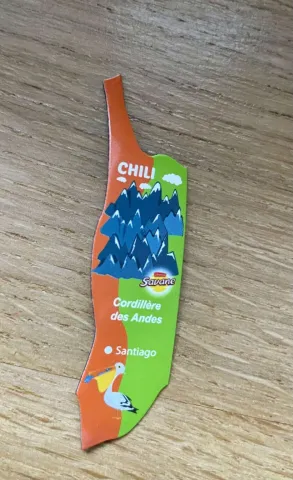 CHILI
Savane
Cordillère
des Andes
Santiago